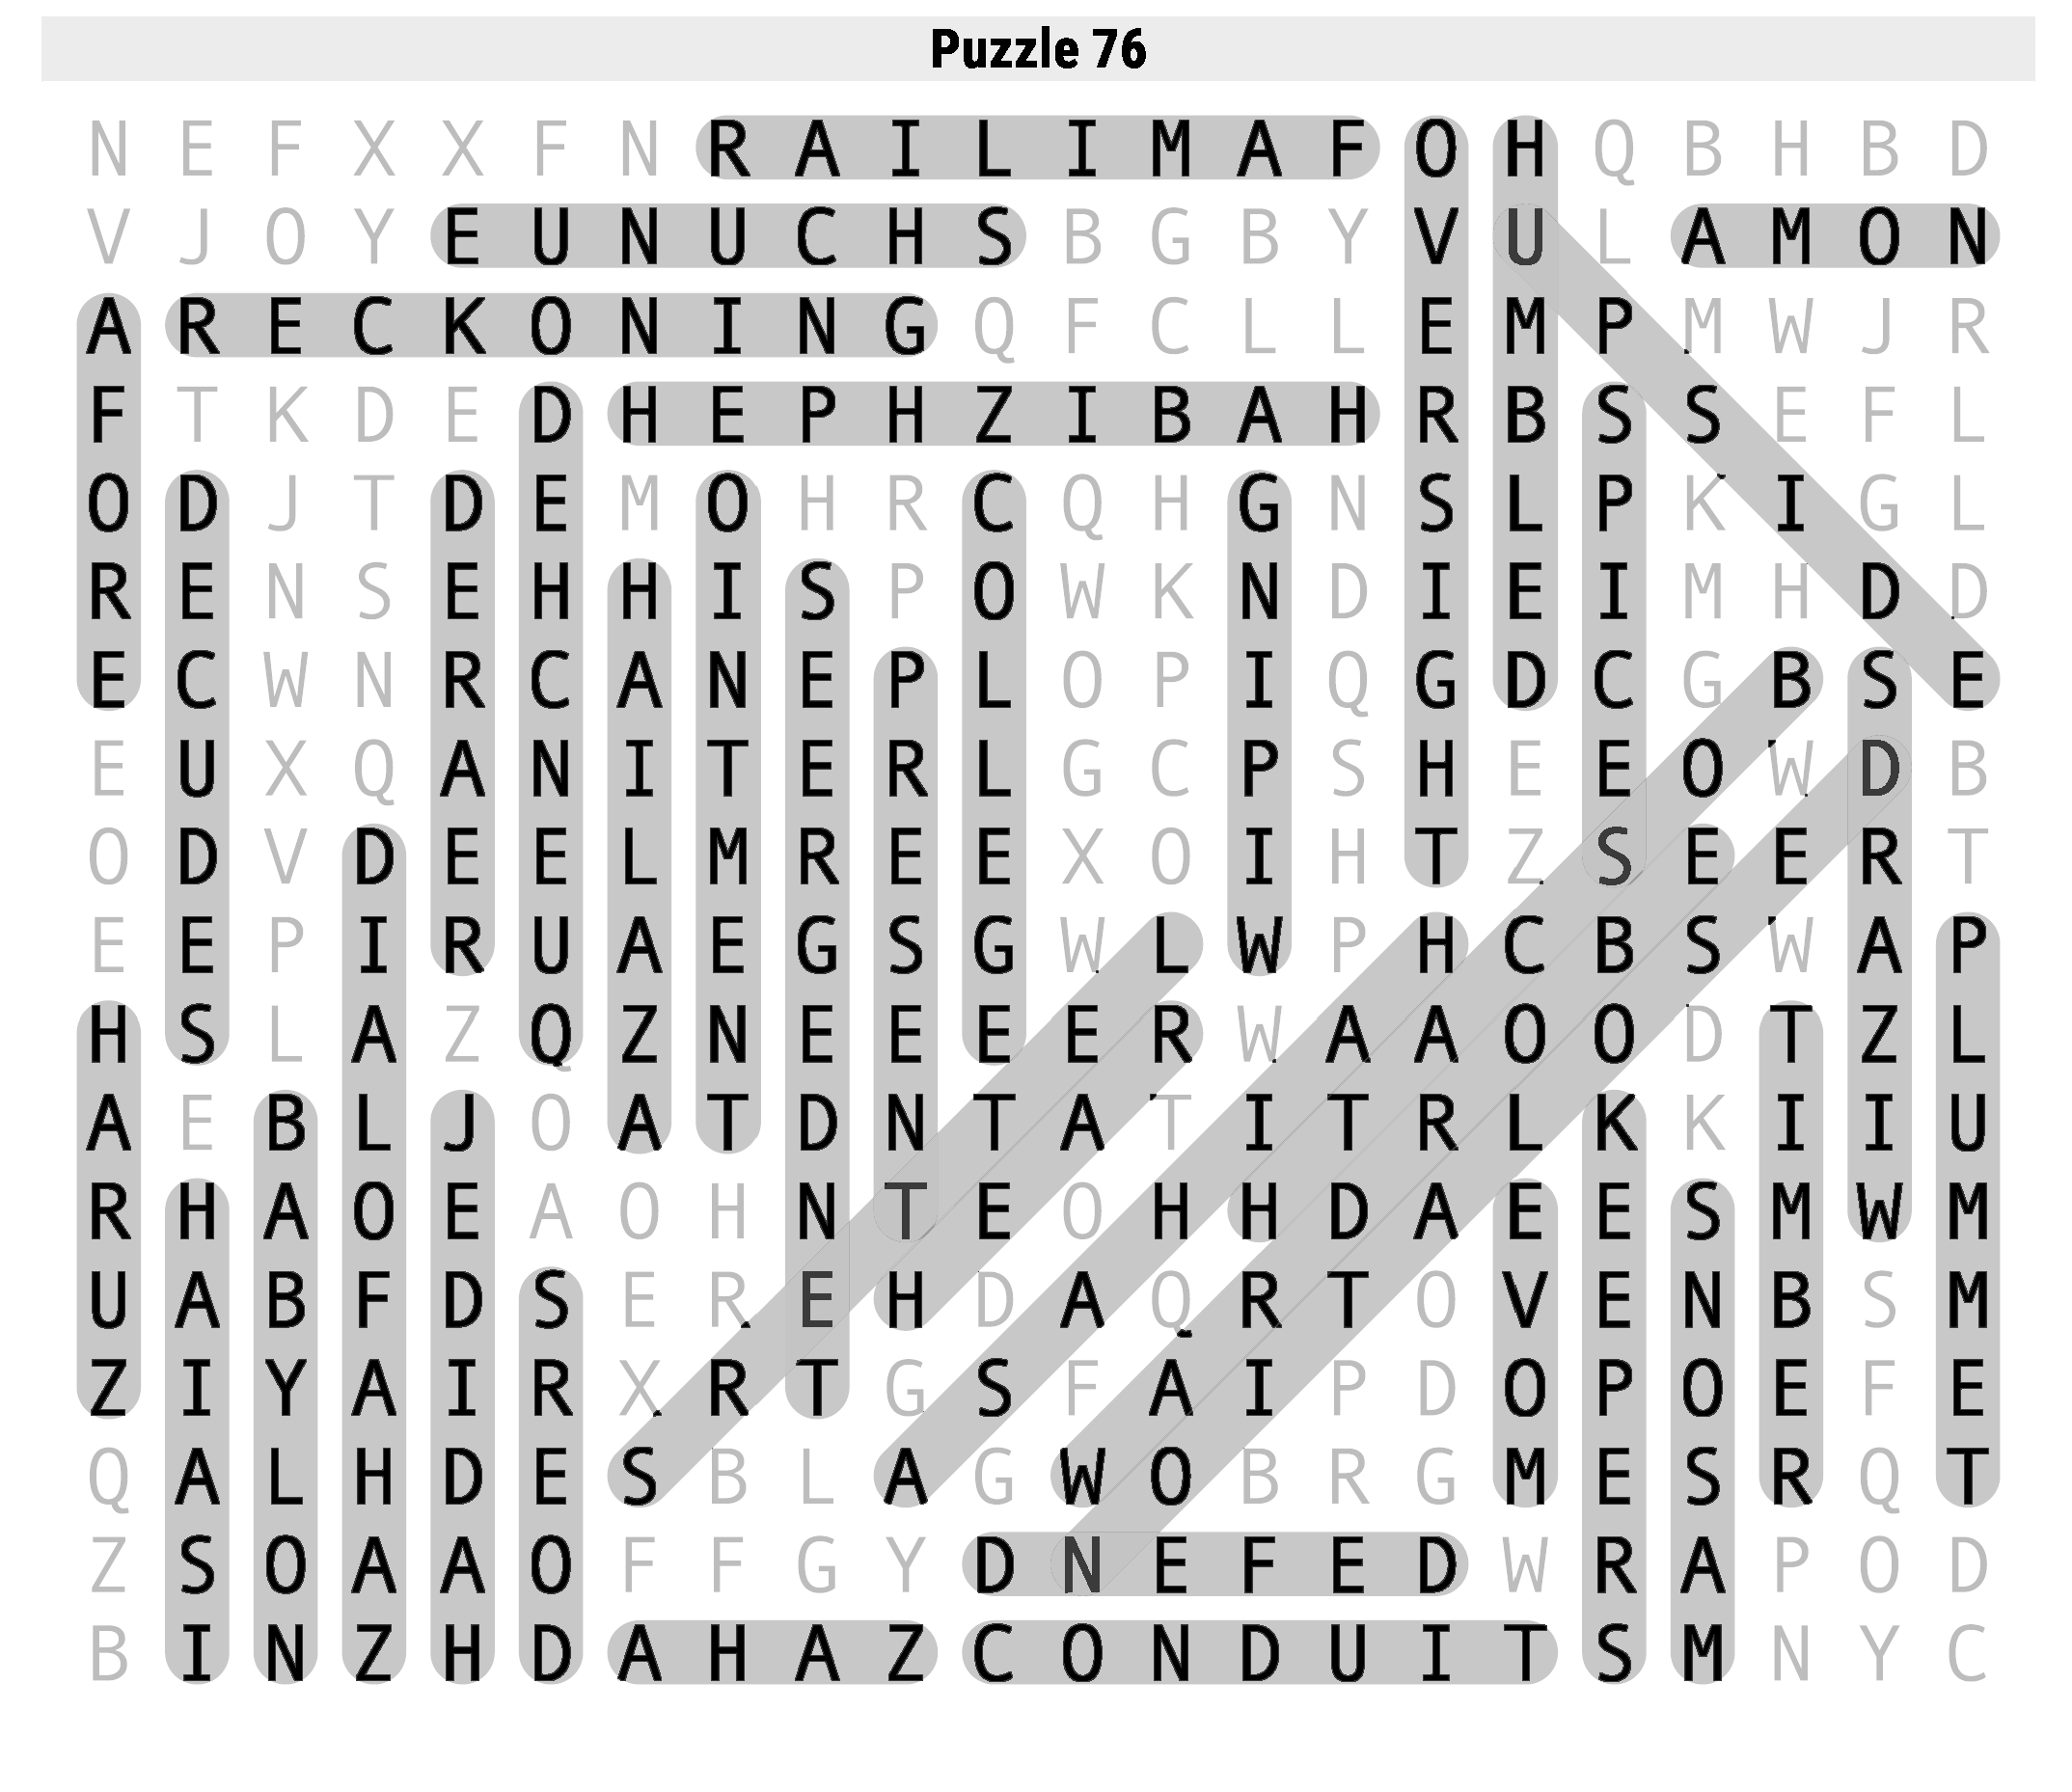 Puzzle 76
N E F X X F N R A I L I M A F O H Q B H B D
V J O Y E U N U C H S B G B Y V U L A M O N
A R E C K O N I N G Q F C L L E M P M W J R
F T K D E D H E P H Z I B A H R B S S E F L
O D J T D E M O H R C Q H G N S L P K I G L
R E N S E H H I S P O W K N D I E I M H D D
E C W N R C A N E P L O P I Q G D C G B S E
E U X Q A N I T E R L G C P S H E E O W D B
O D V D E E L M R E E X O I H T Z S E E R T
E E P I R U A E G S G W L W P H C B S W A P
H S L A Z Q Z N E E E E R W A A O O D T Z L
A E B L J O A T D N T A T I T R L K K I I U
R H A O E A O H N T E O H H D A E E S M W M
U A B F D S E R E H D A Q R T O V E N B S M
Z I Y A I R X R T G S F A I P D O P O E F E
Q A L H D E S B L A G W O B R G M E S R Q T
Z S O A A O F F G Y D N E F E D W R A P O D
B I N Z H D A H A Z C O N D U I T S M N Y C